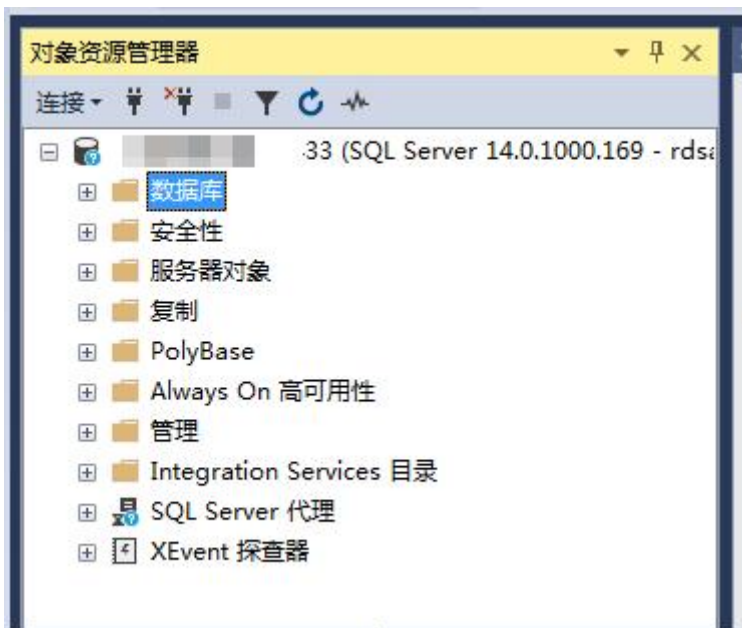 对象资源管理器
连接
33 (SQL Server 14.0.1000.169 - rdsa
数据库
安全性
服务器对象
复制
PolyBase
Always On 高可用性
管理
Integration Services 目录
SQL Server 代理
XEvent 探查器